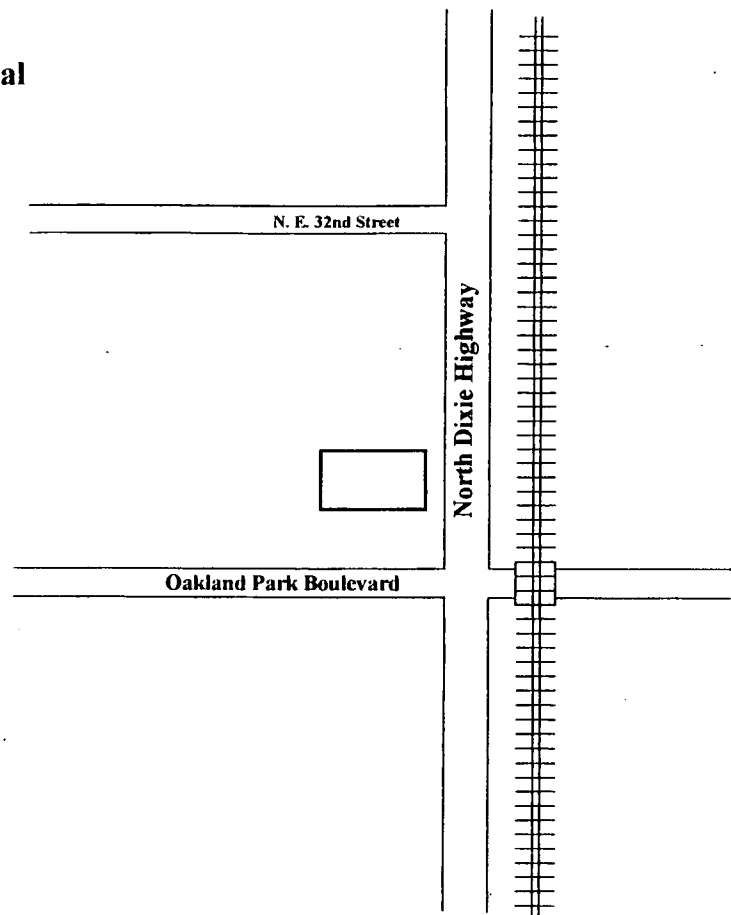 al
N. E. 32nd Street
North Dixie Highway
Oakland Park Boulevard